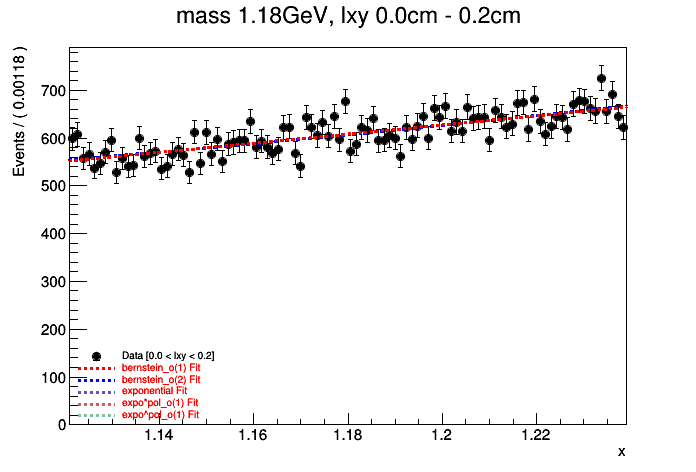 mass 1.18GeV, lxy 0.0cm - 0.2cm
Events / ( 0.00118 )
700
600
500
400
300
200
100
0
Data [0.0 < lxy < 0.2]
bernstein_o(1) Fit
bernstein_o(2) Fit
exponential Fit
expo*pol_o(1) Fit
expo^pol_o(1) Fit
1.14 1.16 1.18 1.2 1.22
x